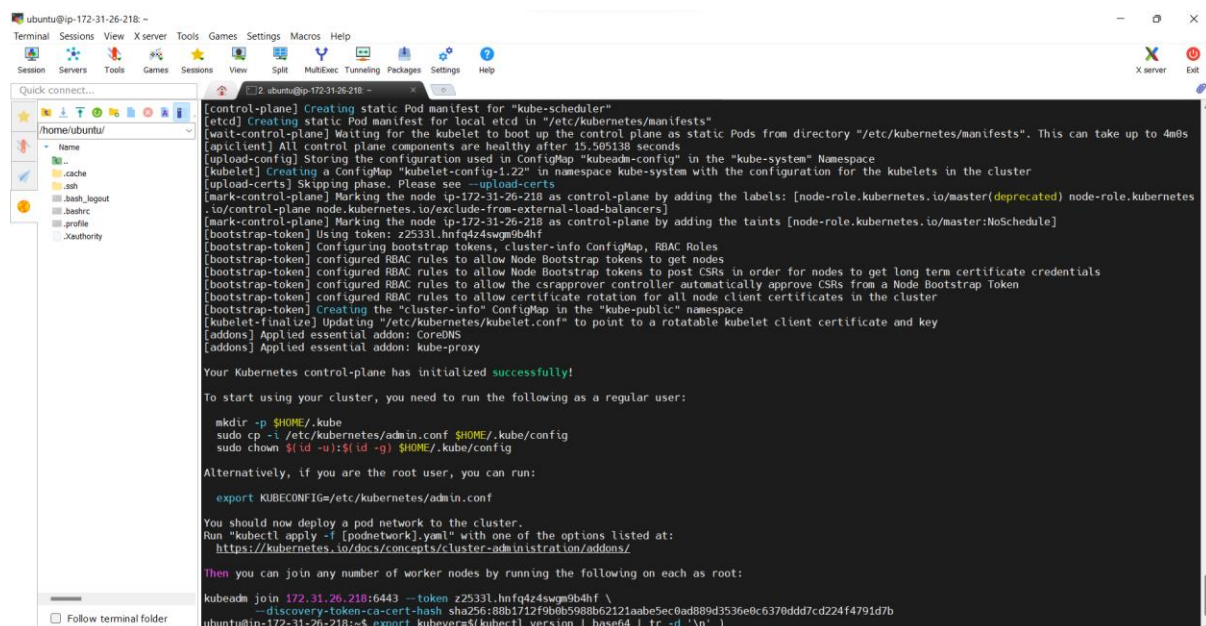 ubuntu@ip-172-31-26-218: ~
Terminal Sessions View X server Tools Games Settings Macros Help
Session Servers Tools Games Sessions View Split MultiExec Tunneling Packages Settings Help X server Exit
Quick connect...
2. ubuntu@ip-172-31-26-218: ~
/home/ubuntu/
Name
..
.cache
.ssh
.bash_logout
.bashrc
.profile
.Xauthority
Follow terminal folder
[control-plane] Creating static Pod manifest for "kube-scheduler"
[etcd] Creating static Pod manifest for local etcd in "/etc/kubernetes/manifests"
[wait-control-plane] Waiting for the kubelet to boot up the control plane as static Pods from directory "/etc/kubernetes/manifests". This can take up to 4m0s
[apiclient] All control plane components are healthy after 15.505138 seconds
[upload-config] Storing the configuration used in ConfigMap "kubeadm-config" in the "kube-system" Namespace
[kubelet] Creating a ConfigMap "kubelet-config-1.22" in namespace kube-system with the configuration for the kubelets in the cluster
[upload-certs] Skipping phase. Please see --upload-certs
[mark-control-plane] Marking the node ip-172-31-26-218 as control-plane by adding the labels: [node-role.kubernetes.io/master(deprecated) node-role.kubernetes
.io/control-plane node.kubernetes.io/exclude-from-external-load-balancers]
[mark-control-plane] Marking the node ip-172-31-26-218 as control-plane by adding the taints [node-role.kubernetes.io/master:NoSchedule]
[bootstrap-token] Using token: z2533l.hnfq4z4swgm9b4hf
[bootstrap-token] Configuring bootstrap tokens, cluster-info ConfigMap, RBAC Roles
[bootstrap-token] configured RBAC rules to allow Node Bootstrap tokens to get nodes
[bootstrap-token] configured RBAC rules to allow Node Bootstrap tokens to post CSRs in order for nodes to get long term certificate credentials
[bootstrap-token] configured RBAC rules to allow the csrapprover controller automatically approve CSRs from a Node Bootstrap Token
[bootstrap-token] configured RBAC rules to allow certificate rotation for all node client certificates in the cluster
[bootstrap-token] Creating the "cluster-info" ConfigMap in the "kube-public" namespace
[kubelet-finalize] Updating "/etc/kubernetes/kubelet.conf" to point to a rotatable kubelet client certificate and key
[addons] Applied essential addon: CoreDNS
[addons] Applied essential addon: kube-proxy
Your Kubernetes control-plane has initialized successfully!
To start using your cluster, you need to run the following as a regular user:
mkdir -p $HOME/.kube
sudo cp -i /etc/kubernetes/admin.conf $HOME/.kube/config
sudo chown $(id -u):$(id -g) $HOME/.kube/config
Alternatively, if you are the root user, you can run:
export KUBECONFIG=/etc/kubernetes/admin.conf
You should now deploy a pod network to the cluster.
Run "kubectl apply -f [podnetwork].yaml" with one of the options listed at:
https://kubernetes.io/docs/concepts/cluster-administration/addons/
Then you can join any number of worker nodes by running the following on each as root:
kubeadm join 172.31.26.218:6443 --token z2533l.hnfq4z4swgm9b4hf \
--discovery-token-ca-cert-hash sha256:88b1712f9b0b5988b62121aabe5ec0ad889d3536e0c6370ddd7cd224f4791d7b
ubuntu@ip-172-31-26-218:~$ export kubever=$(kubectl version | base64 | tr -d '\n' )